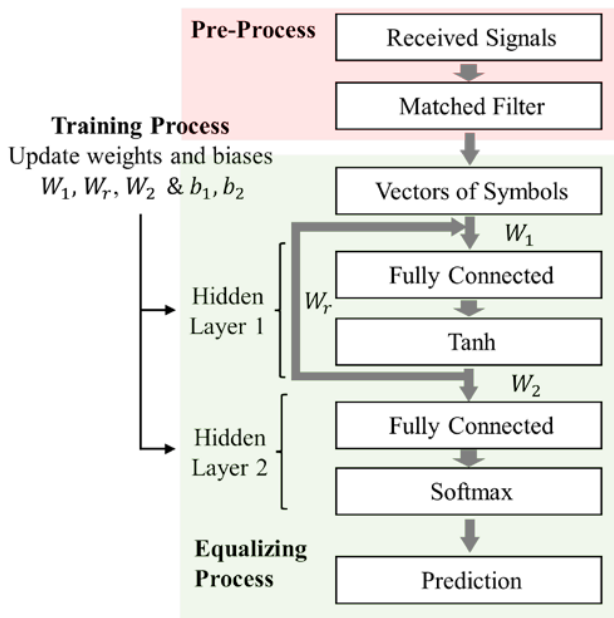 Pre-Process
Received Signals
Matched Filter
Training Process
Update weights and biases
W₁, Wᵣ, W₂ & b₁, b₂
Vectors of Symbols
W₁
Fully Connected
Hidden
Layer 1
Wᵣ
Tanh
W₂
Fully Connected
Hidden
Layer 2
Softmax
Equalizing
Process
Prediction